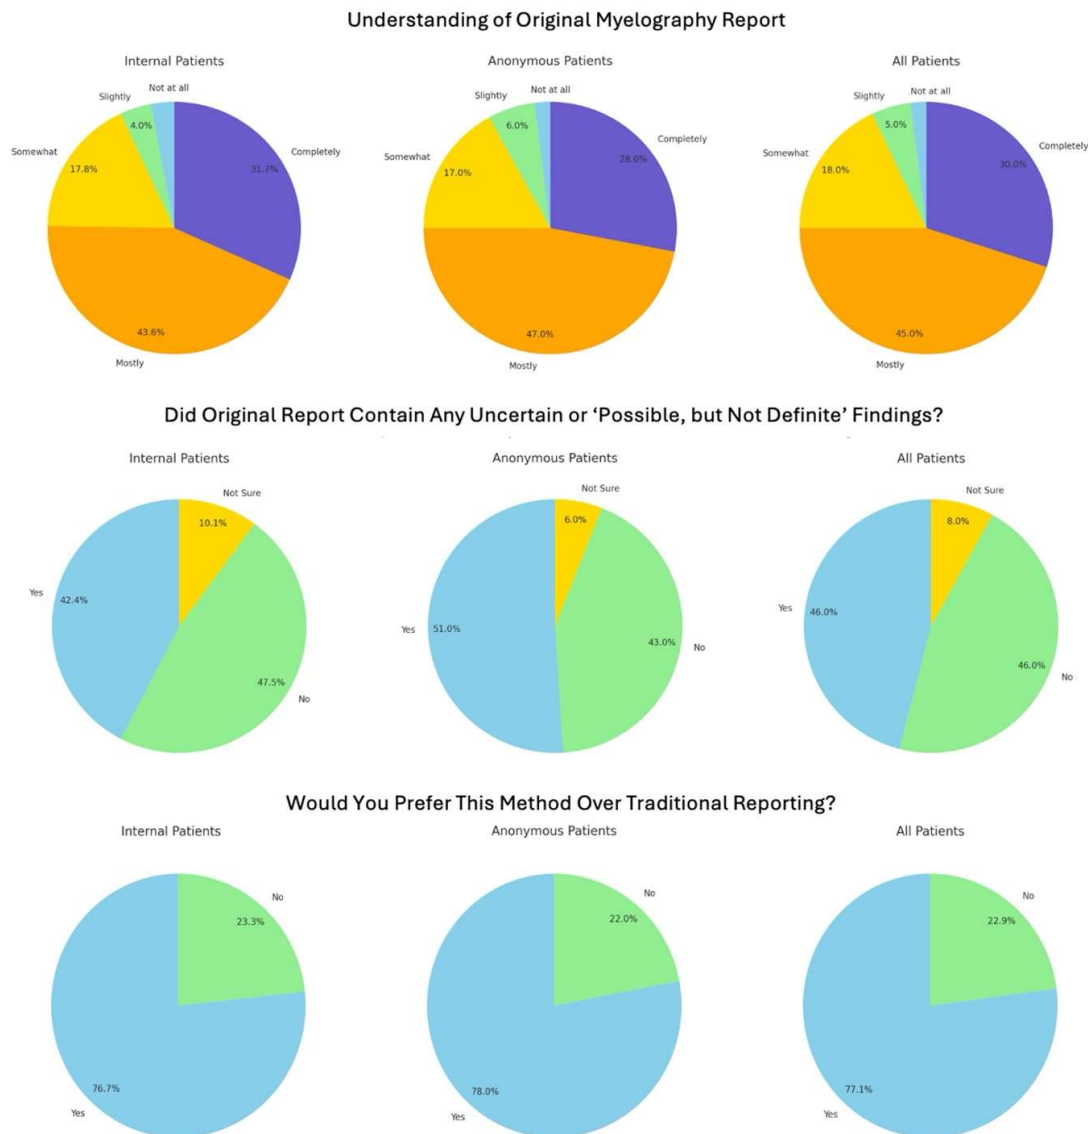 Understanding of Original Myelography Report
Internal Patients
Anonymous Patients
All Patients
Not at all
Slightly
4.0%
Somewhat
17.8%
Completely
31.7%
43.6%
Mostly
Not at all
Slightly
6.0%
Somewhat
17.0%
Completely
28.0%
47.0%
Mostly
Not at all
Slightly
5.0%
Somewhat
18.0%
Completely
30.0%
45.0%
Mostly
Did Original Report Contain Any Uncertain or ‘Possible, but Not Definite’ Findings?
Internal Patients
Anonymous Patients
All Patients
Not Sure
10.1%
Yes
42.4%
47.5%
No
Not Sure
6.0%
Yes
51.0%
43.0%
No
Not Sure
8.0%
Yes
46.0%
46.0%
No
Would You Prefer This Method Over Traditional Reporting?
Internal Patients
Anonymous Patients
All Patients
No
23.3%
76.7%
Yes
No
22.0%
78.0%
Yes
No
22.9%
77.1%
Yes